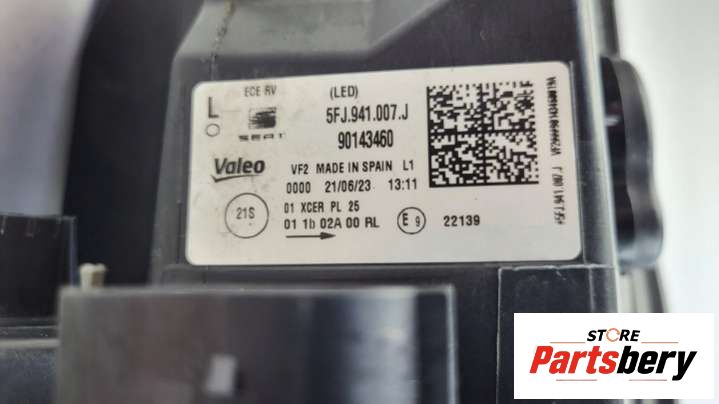 L
ECE RV
(LED)
SEAT
5FJ.941.007.J
90143460
Valeo
VF2 MADE IN SPAIN L1
0000 21/06/23 13:11
21S
01 XCER PL 25
01 1b 02A 00 RL
E 9
22139
STORE
Partsbery